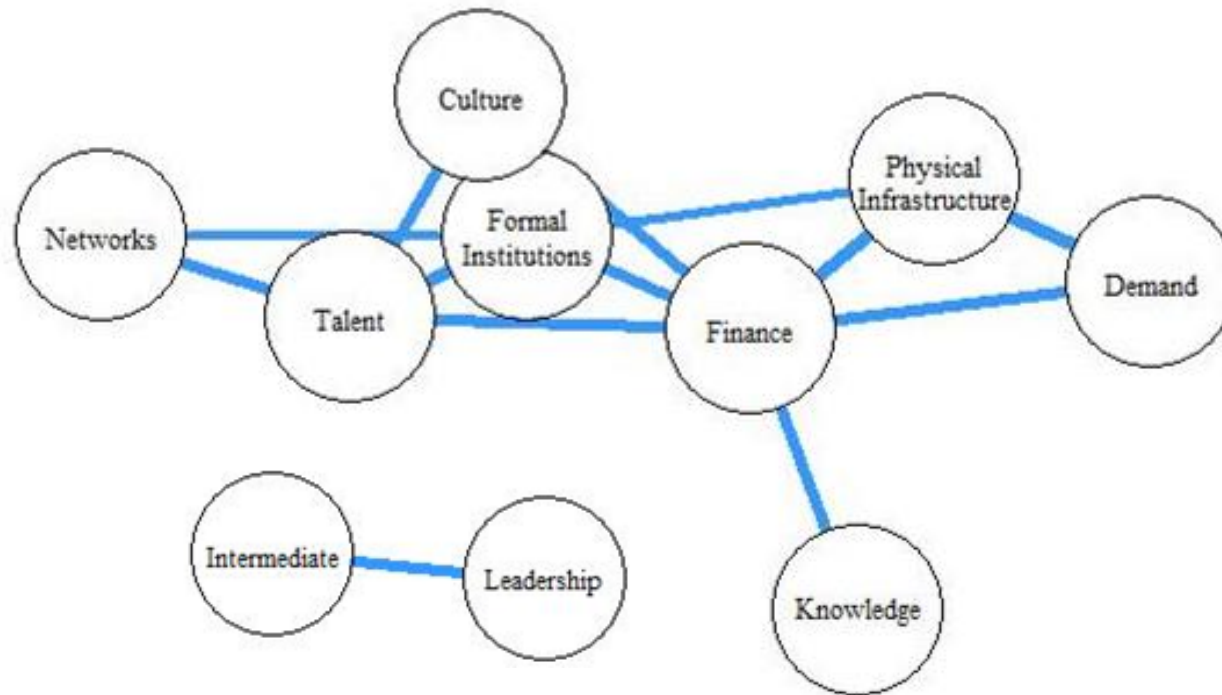 Culture
Physical
Infrastructure
Networks
Formal
Institutions
Demand
Talent
Finance
Intermediate
Leadership
Knowledge